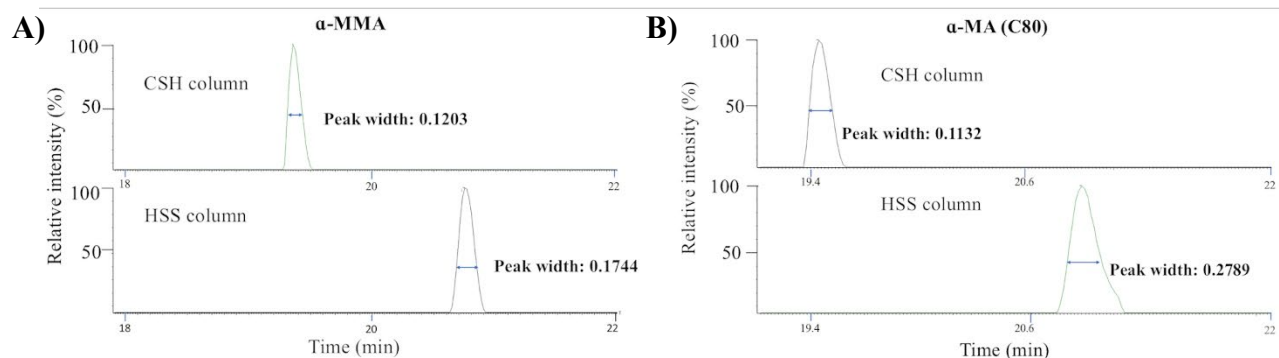 A)
α-MMA
Relative intensity (%)
100
50
CSH column
Peak width: 0.1203
18
20
22
100
50
HSS column
Peak width: 0.1744
18
20
22
Time (min)
B)
α-MA (C80)
Relative intensity (%)
100
50
CSH column
Peak width: 0.1132
19.4
20.6
22
100
50
HSS column
Peak width: 0.2789
19.4
20.6
22
Time (min)